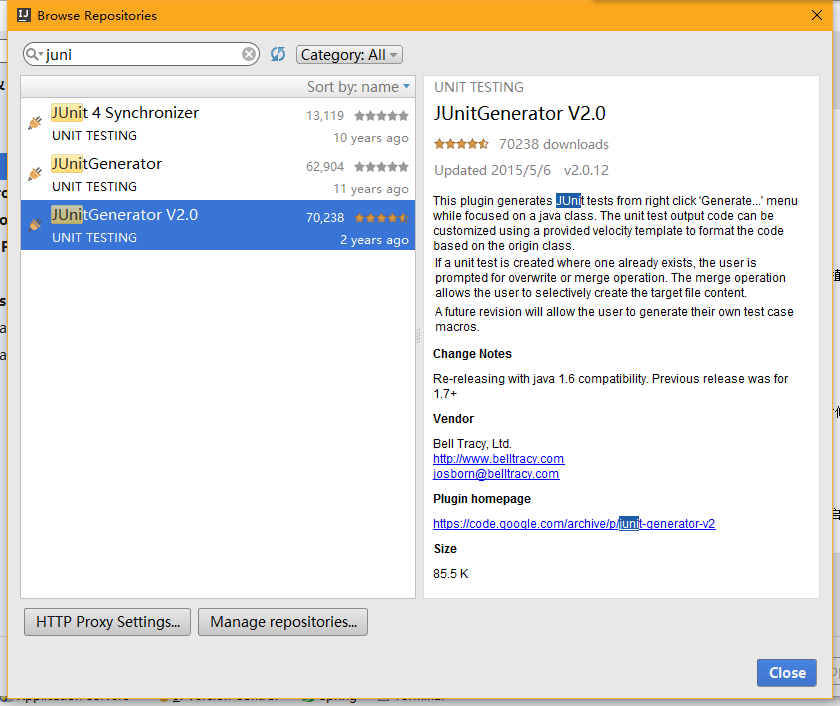 Browse Repositories
juni
Category: All
Sort by: name
JUnit 4 Synchronizer
13,119
UNIT TESTING
10 years ago
JUnitGenerator
62,904
UNIT TESTING
11 years ago
JUnitGenerator V2.0
70,238
UNIT TESTING
2 years ago
UNIT TESTING
JUnitGenerator V2.0
70238 downloads
Updated 2015/5/6 v2.0.12
This plugin generates JUnit tests from right click 'Generate...' menu
while focused on a java class. The unit test output code can be
customized using a provided velocity template to format the code
based on the origin class.
If a unit test is created where one already exists, the user is
prompted for overwrite or merge operation. The merge operation
allows the user to selectively create the target file content.
A future revision will allow the user to generate their own test case
macros.
Change Notes
Re-releasing with java 1.6 compatibility. Previous release was for
1.7+
Vendor
Bell Tracy, Ltd.
http://www.belltracy.com
josborn@belltracy.com
Plugin homepage
https://code.google.com/archive/p/junit-generator-v2
Size
85.5 K
HTTP Proxy Settings...
Manage repositories...
Close